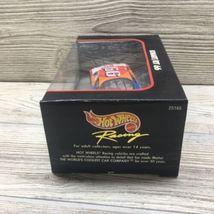 25165
HOT WHEELS
Racing
For adult collectors, ages over 14 years.
HOT WHEELS® Racing vehicles are crafted
with the meticulous attention to detail that has made Mattel
THE WORLD'S COOLEST CAR COMPANY™ for over 30 years.